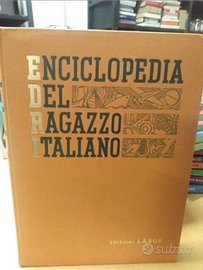 ENCICLOPEDIA
DEL
RAGAZZO
ITALIANO
EDIZIONI LABOR
subito